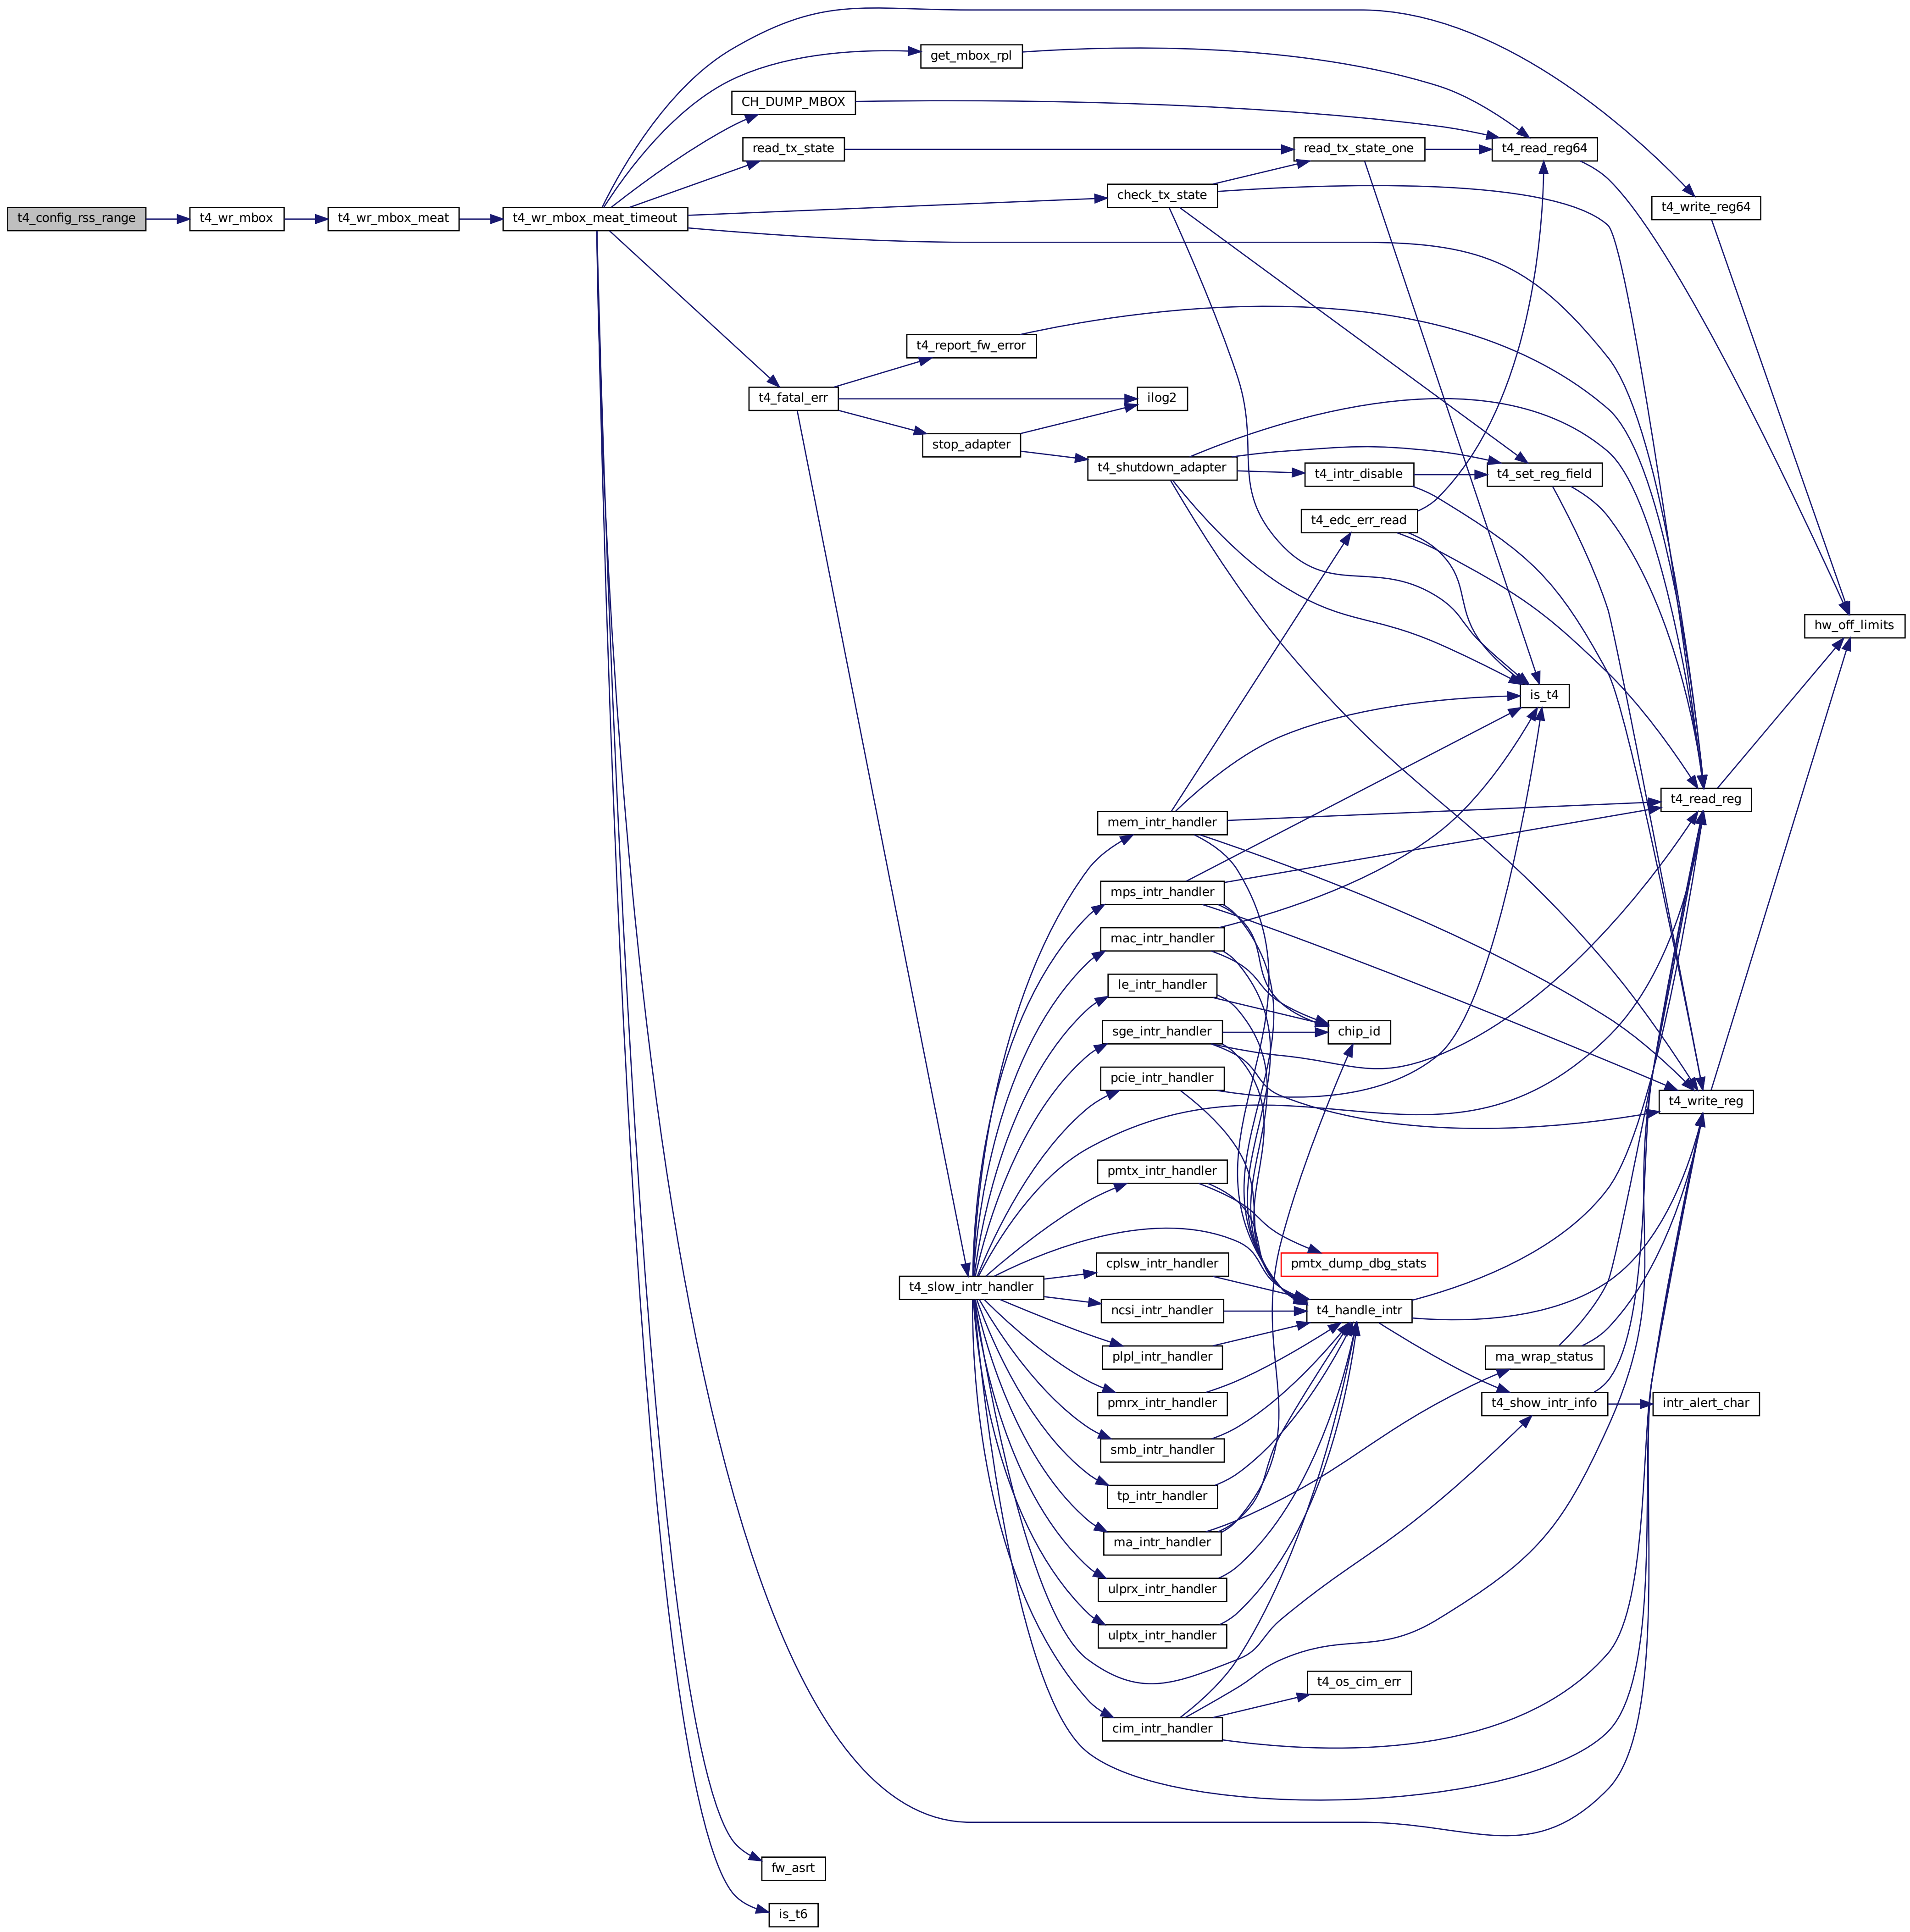 get_mbox_rpl
CH_DUMP_MBOX
read_tx_state
read_tx_state_one
t4_read_reg64
check_tx_state
t4_write_reg64
t4_config_rss_range
t4_wr_mbox
t4_wr_mbox_meat
t4_wr_mbox_meat_timeout
t4_report_fw_error
t4_fatal_err
ilog2
stop_adapter
t4_shutdown_adapter
t4_intr_disable
t4_set_reg_field
t4_edc_err_read
hw_off_limits
is_t4
t4_read_reg
mem_intr_handler
mps_intr_handler
mac_intr_handler
le_intr_handler
sge_intr_handler
chip_id
pcie_intr_handler
t4_write_reg
pmtx_intr_handler
cplsw_intr_handler
pmtx_dump_dbg_stats
t4_slow_intr_handler
ncsi_intr_handler
t4_handle_intr
plpl_intr_handler
ma_wrap_status
pmrx_intr_handler
t4_show_intr_info
intr_alert_char
smb_intr_handler
tp_intr_handler
ma_intr_handler
ulprx_intr_handler
ulptx_intr_handler
t4_os_cim_err
cim_intr_handler
fw_asrt
is_t6